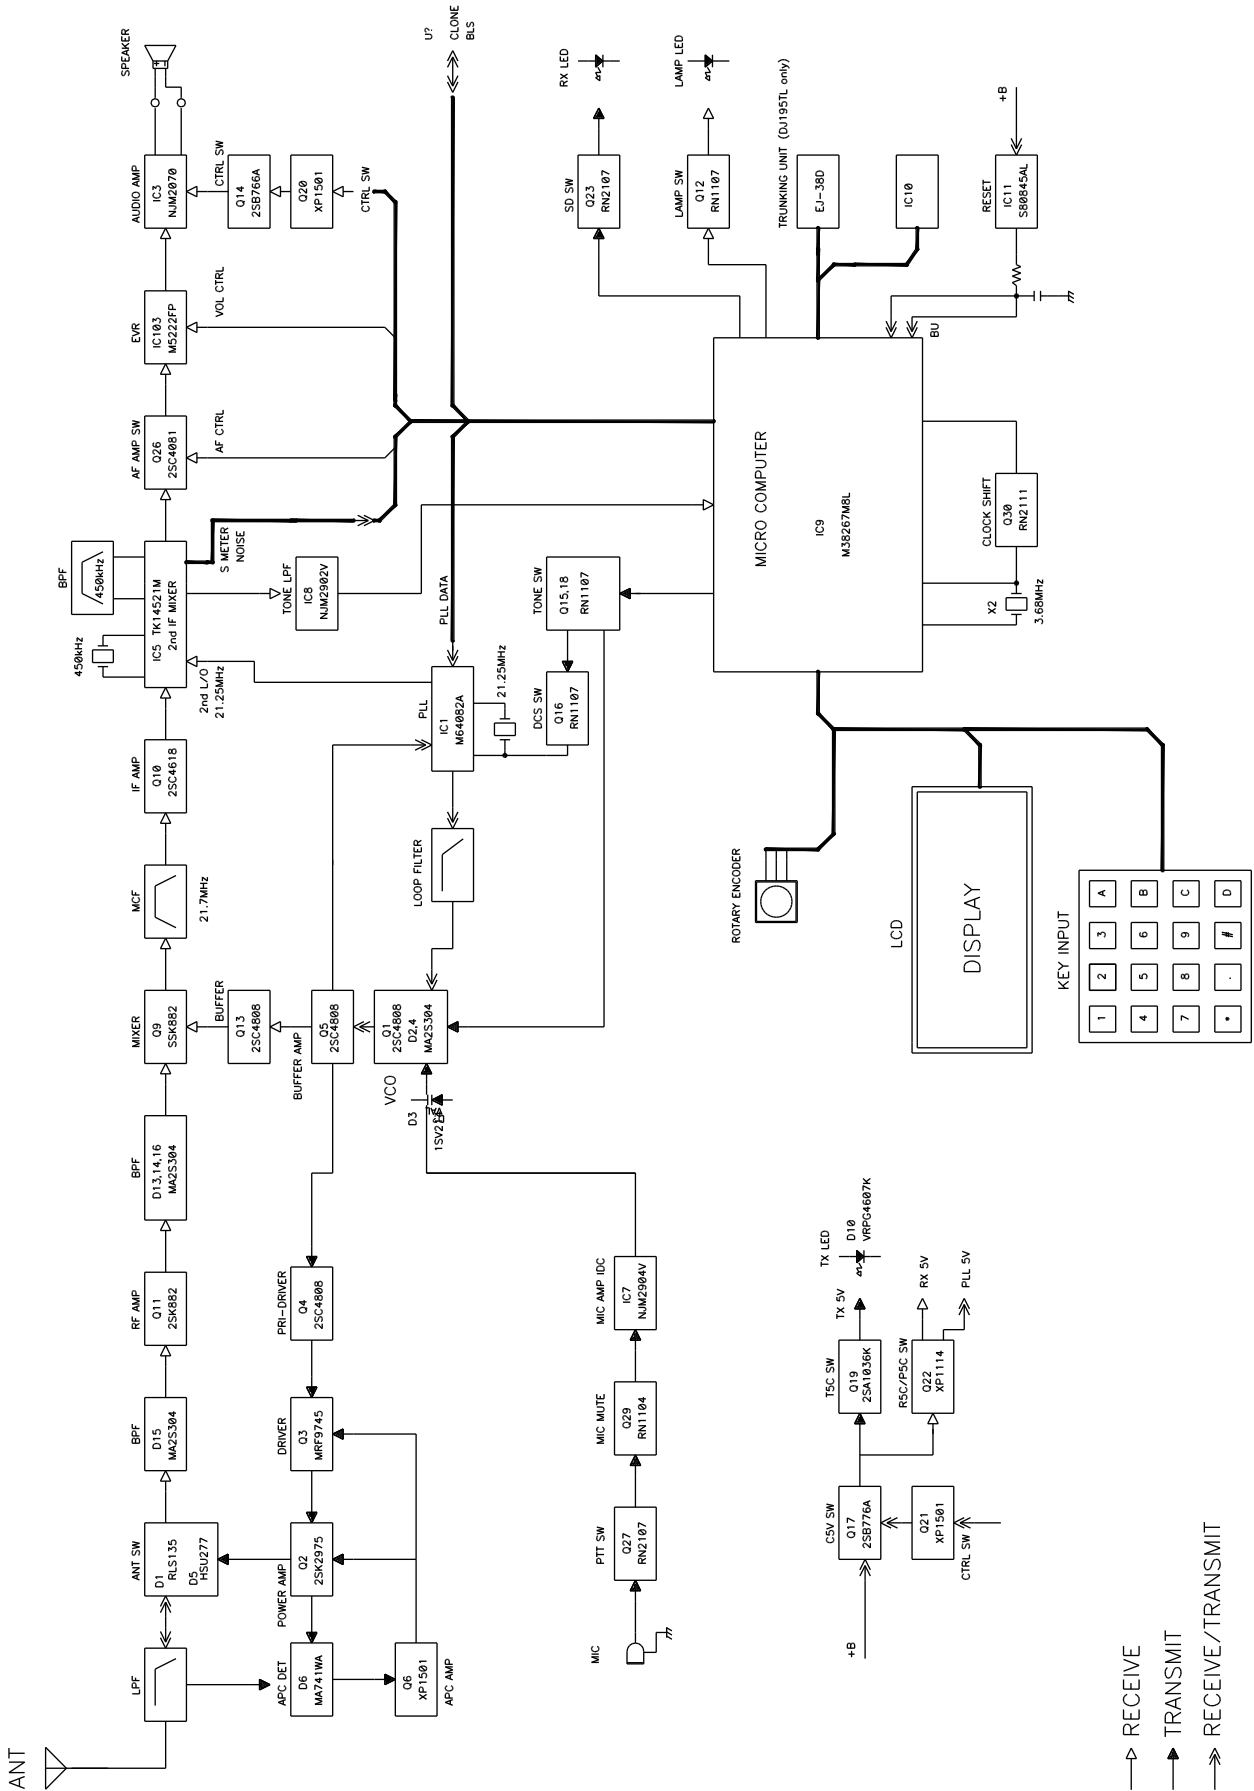 ANT
LPF
ANT SW
D1
RLS135
D5
HSU277
BPF
D15
MA2S304
RF AMP
Q11
2SK882
BPF
D13,14,16
MA2S304
MIXER
Q9
SSK882
MCF
21.7MHz
IF AMP
Q10
2SC4618
450kHz
BPF
450kHz
IC5 TK14521M
2nd IF MIXER
2nd L/O
21.25MHz
AF AMP SW
Q26
2SC4081
AF CTRL
EVR
IC103
M5222FP
VOL CTRL
AUDIO AMP
IC3
NJM2070
SPEAKER
+
-
CTRL SW
Q14
2SB766A
Q20
XP1501
CTRL SW
S METER
NOISE
TONE LPF
IC8
NJM2902V
BUFFER
Q13
2SC4808
BUFFER AMP
Q5
2SC4808
VCO
Q1
2SC4808
D2,4
MA2S304
D3
LOOP FILTER
PLL
IC1
M64082A
21.25MHz
PLL DATA
U?
CLONE
BLS
APC DET
D6
MA741WA
POWER AMP
Q2
2SK2975
DRIVER
Q3
MRF9745
PRI-DRIVER
Q4
2SC4808
Q6
XP1501
APC AMP
DCS SW
Q16
RN1107
TONE SW
Q15,18
RN1107
SD SW
Q23
RN2107
RX LED
LAMP SW
Q12
RN1107
LAMP LED
TRUNKING UNIT (DJ195TL only)
EJ-38D
IC10
RESET
IC11
S80845AL
+B
BU
MICRO COMPUTER
IC9
M38267M8L
CLOCK SHIFT
Q30
RN2111
X2
3.68MHz
MIC
PTT SW
Q27
RN2107
MIC MUTE
Q29
RN1104
MIC AMP IDC
IC7
NJM2904V
ROTARY ENCODER
LCD
DISPLAY
KEY INPUT
1 2 3 A
4 5 6 B
7 8 9 C
* . # D
+B
C5V SW
Q17
2SB776A
Q21
XP1501
CTRL SW
T5C SW
Q19
2SA1036K
TX 5V
TX LED
D10
VRPG4607K
R5C/P5C SW
Q22
XP1114
RX 5V
PLL 5V
RECEIVE
TRANSMIT
RECEIVE/TRANSMIT